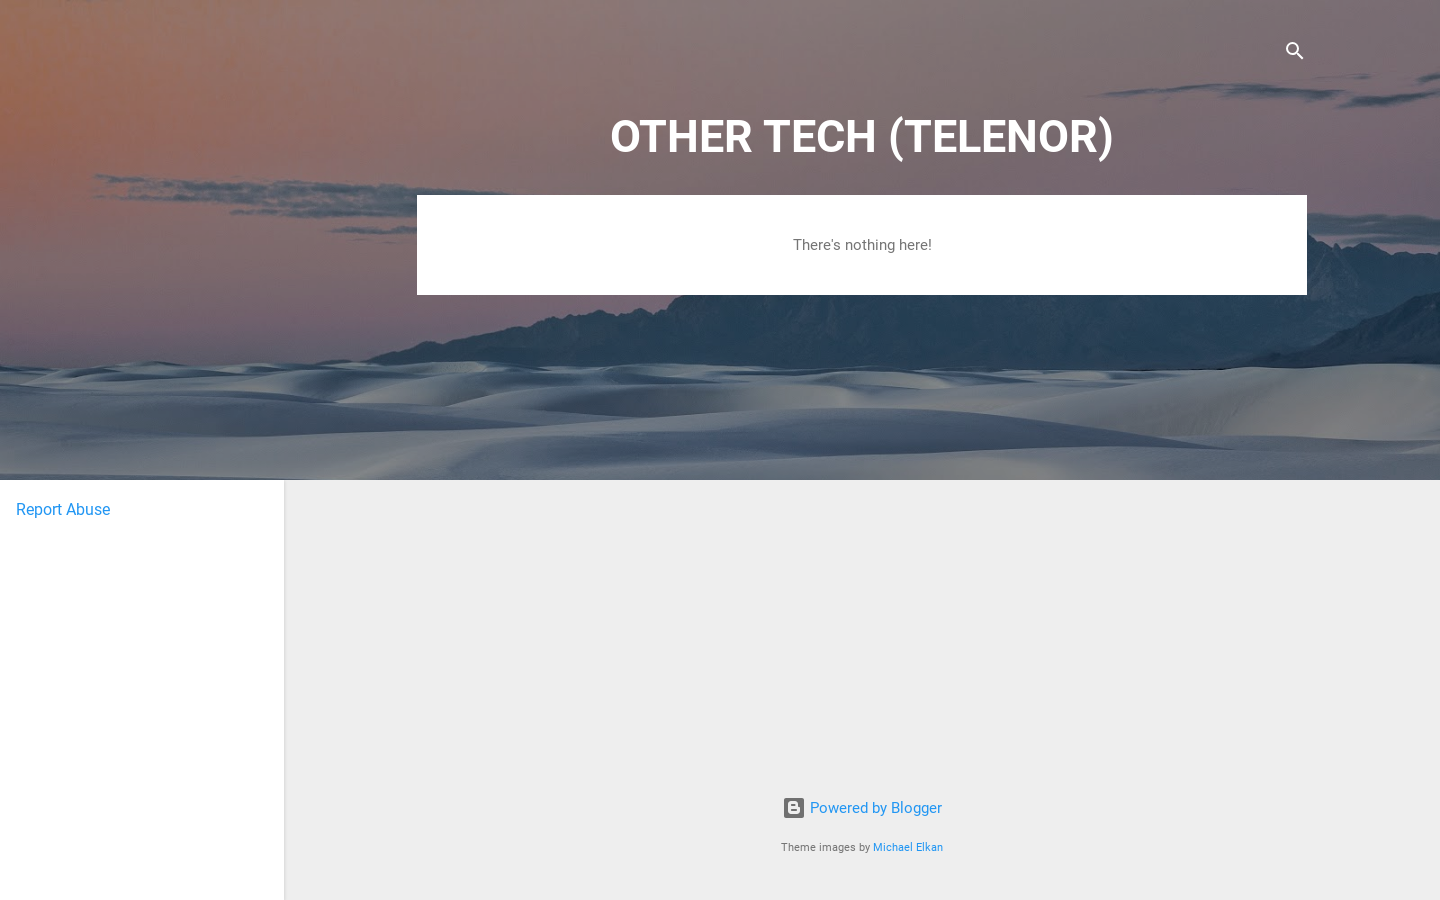 OTHER TECH (TELENOR)
There's nothing here!
Report Abuse
Powered by Blogger
Theme images by Michael Elkan